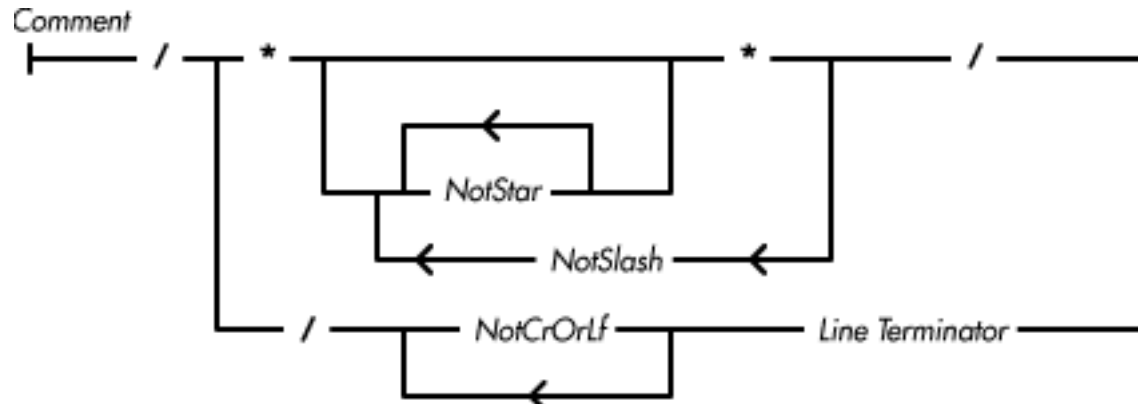 Comment
/ * * /
NotStar
NotSlash
/ NotCrOrLf Line Terminator